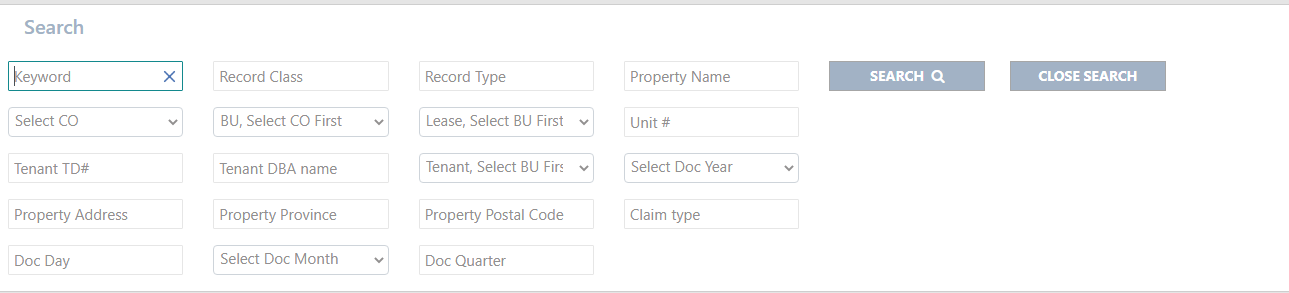 Search
Keyword Record Class Record Type Property Name SEARCH CLOSE SEARCH
Select CO BU, Select CO First Lease, Select BU First Unit #
Tenant TD# Tenant DBA name Tenant, Select BU Firs Select Doc Year
Property Address Property Province Property Postal Code Claim type
Doc Day Select Doc Month Doc Quarter